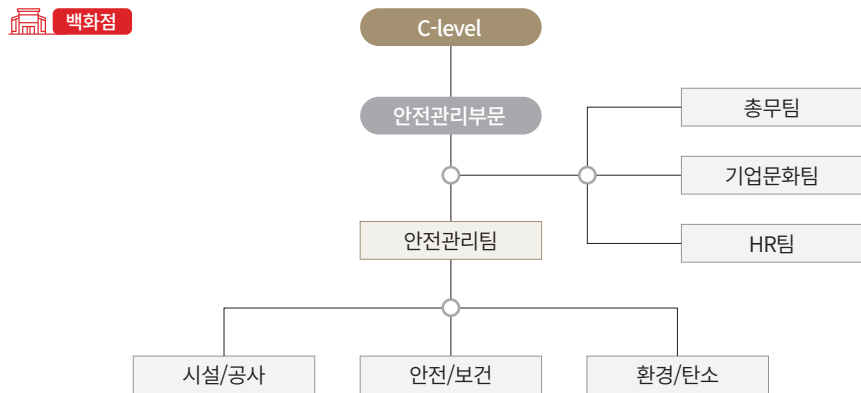 백화점
C-level
안전관리부문
총무팀
기업문화팀
안전관리팀
HR팀
시설/공사
안전/보건
환경/탄소